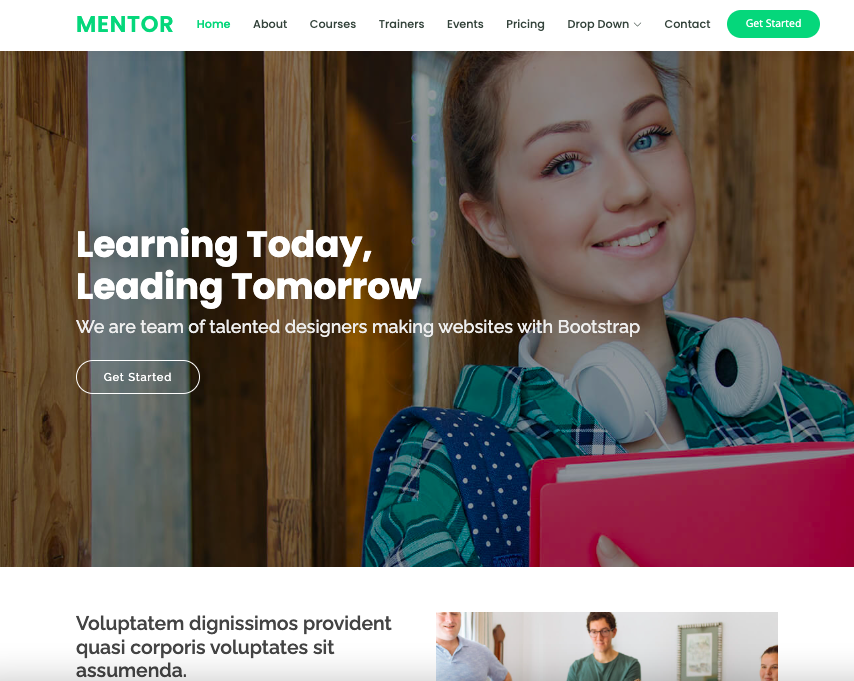 MENTOR Home About Courses Trainers Events Pricing Drop Down Contact Get Started
Learning Today,
Leading Tomorrow
We are team of talented designers making websites with Bootstrap
Get Started
Voluptatem dignissimos provident
quasi corporis voluptates sit
assumenda.